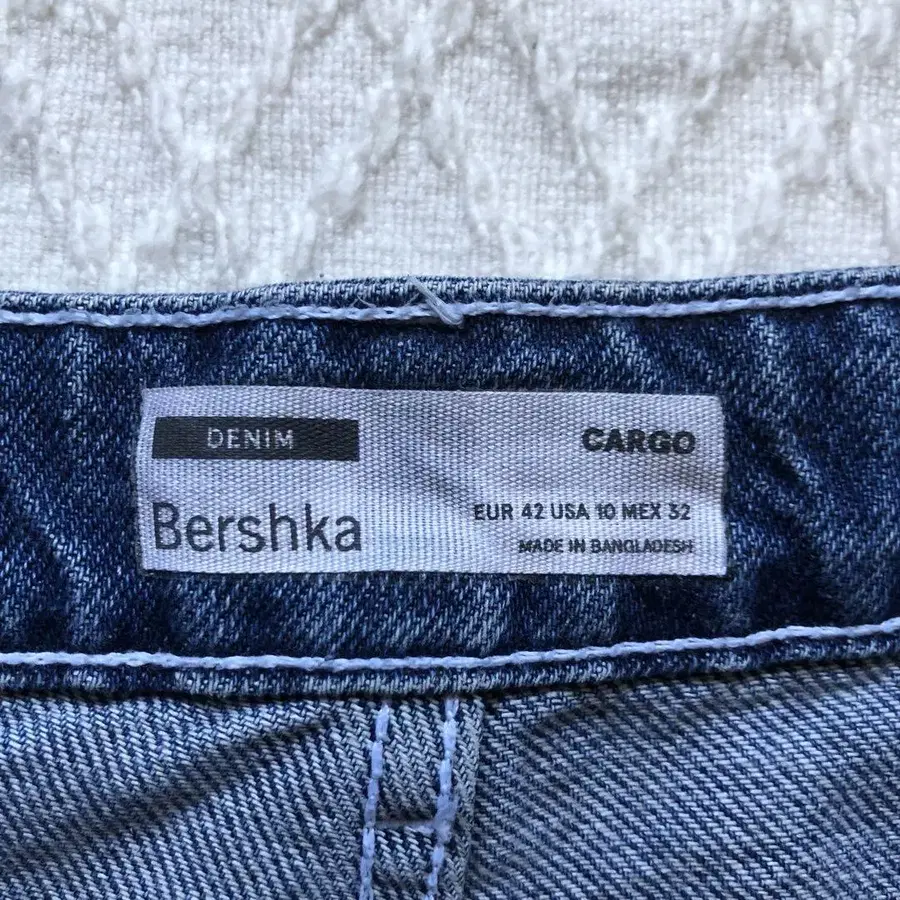 DENIM
CARGO
Bershka
EUR 42 USA 10 MEX 32
MADE IN BANGLADESH